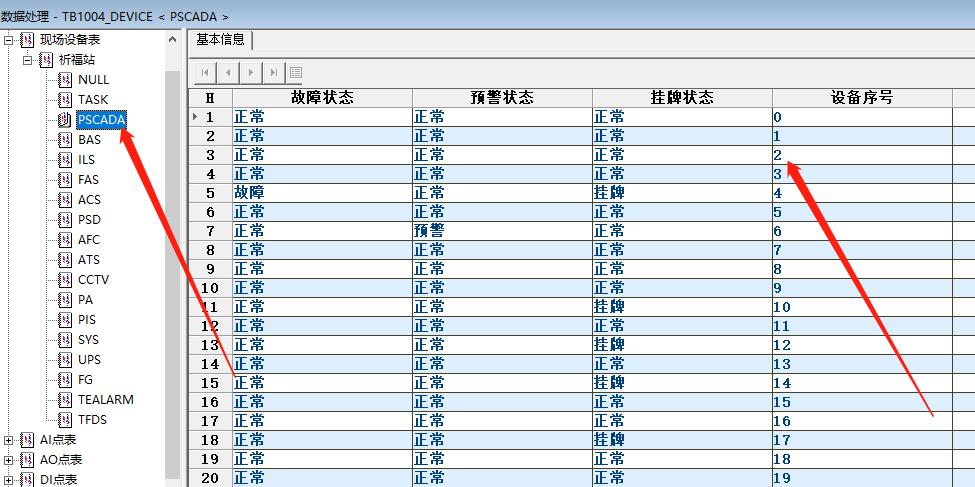 数据处理 - TB1004_DEVICE < PSCADA >
现场设备表
祈福站
NULL
TASK
PSCADA
BAS
ILS
FAS
ACS
PSD
AFC
ATS
CCTV
PA
PIS
SYS
UPS
FG
TEALARM
TFDS
AI点表
AO点表
DI点表
基本信息
H 故障状态 预警状态 挂牌状态 设备序号
1 正常 正常 正常 0
2 正常 正常 正常 1
3 正常 正常 正常 2
4 正常 正常 正常 3
5 故障 正常 挂牌 4
6 正常 正常 正常 5
7 正常 预警 正常 6
8 正常 正常 正常 7
9 正常 正常 正常 8
10 正常 正常 正常 9
11 正常 正常 挂牌 10
12 正常 正常 正常 11
13 正常 正常 挂牌 12
14 正常 正常 正常 13
15 正常 正常 挂牌 14
16 正常 正常 正常 15
17 正常 正常 正常 16
18 正常 正常 挂牌 17
19 正常 正常 正常 18
20 正常 正常 正常 19